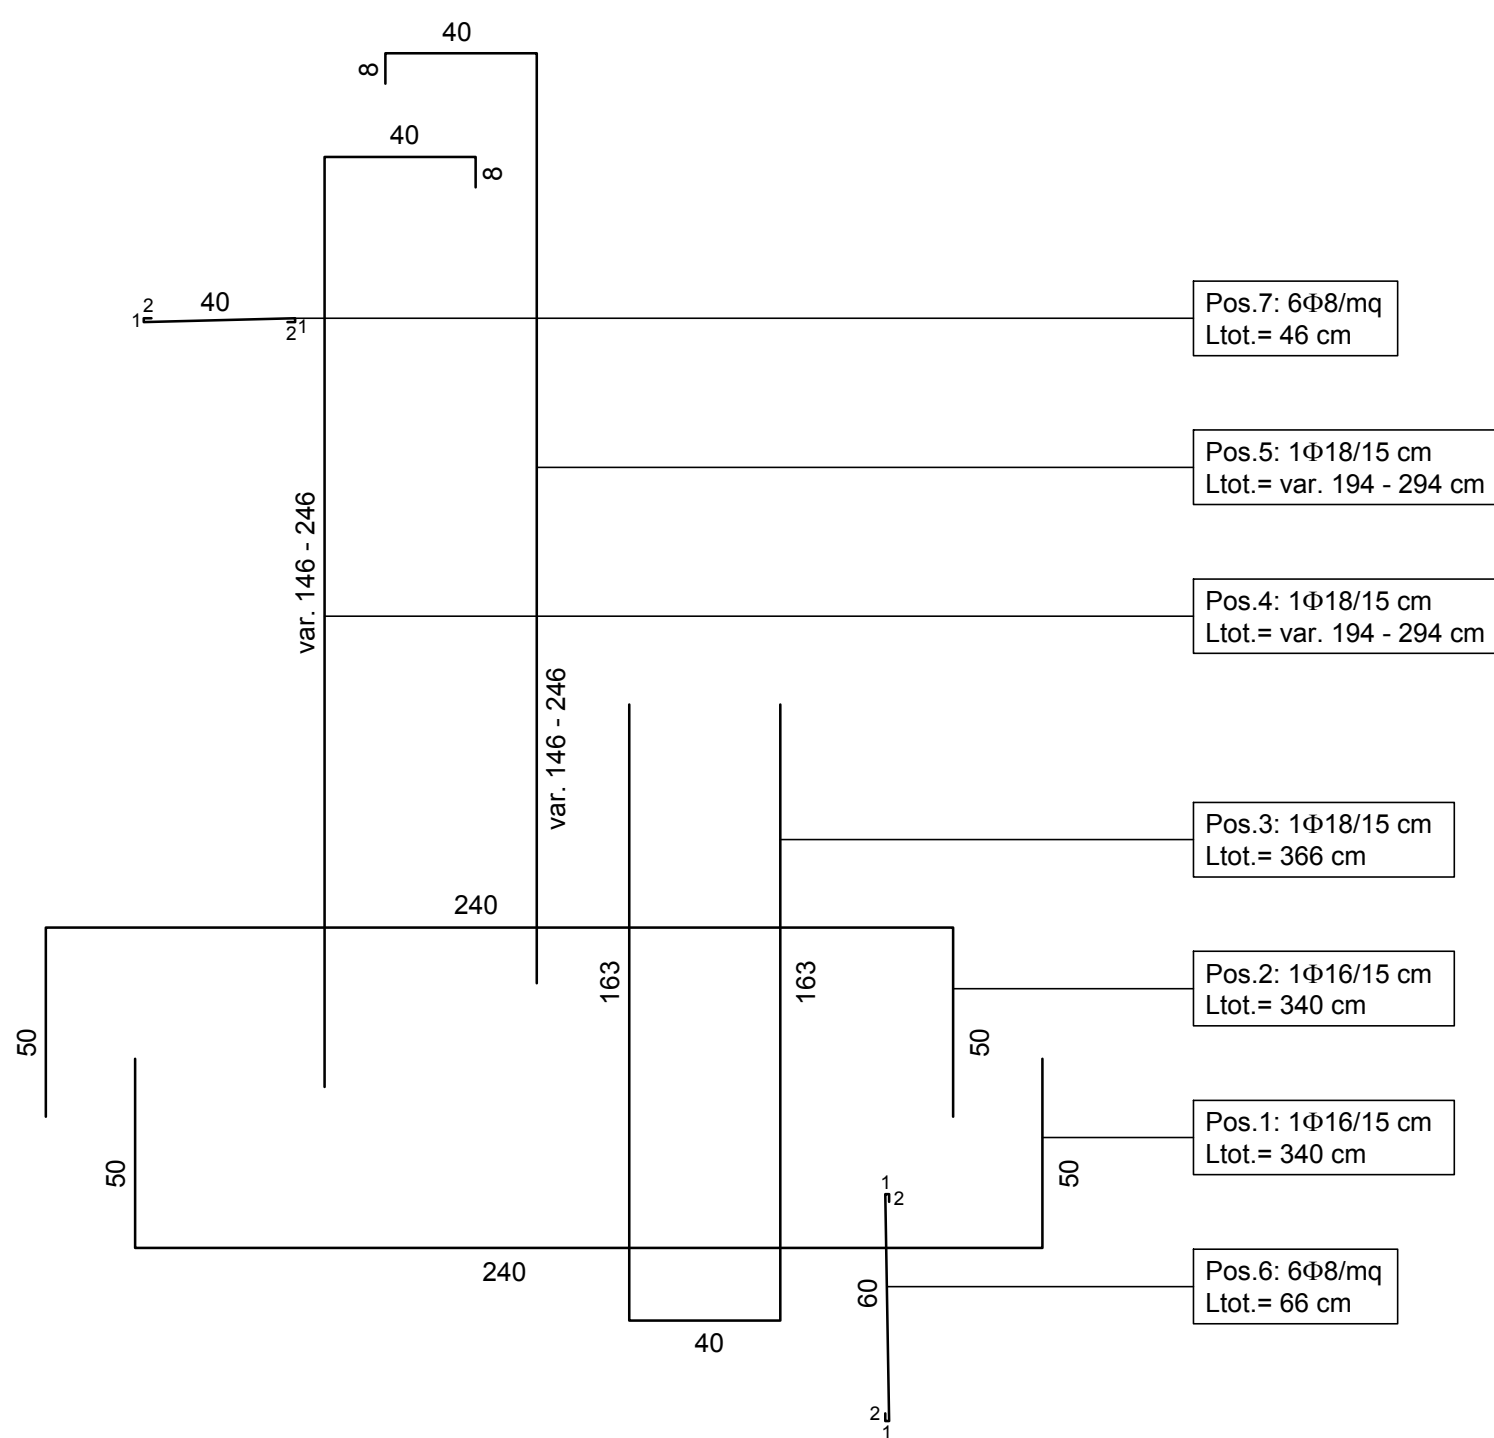 40
8
40
8
2
40
1
1
2
Pos.7: 6Φ8/mq
Ltot.= 46 cm
Pos.5: 1Φ18/15 cm
Ltot.= var. 194 - 294 cm
var. 146 - 246
Pos.4: 1Φ18/15 cm
Ltot.= var. 194 - 294 cm
var. 146 - 246
Pos.3: 1Φ18/15 cm
Ltot.= 366 cm
240
163
163
Pos.2: 1Φ16/15 cm
Ltot.= 340 cm
50
50
Pos.1: 1Φ16/15 cm
Ltot.= 340 cm
50
50
1
2
240
60
Pos.6: 6Φ8/mq
Ltot.= 66 cm
40
2
1